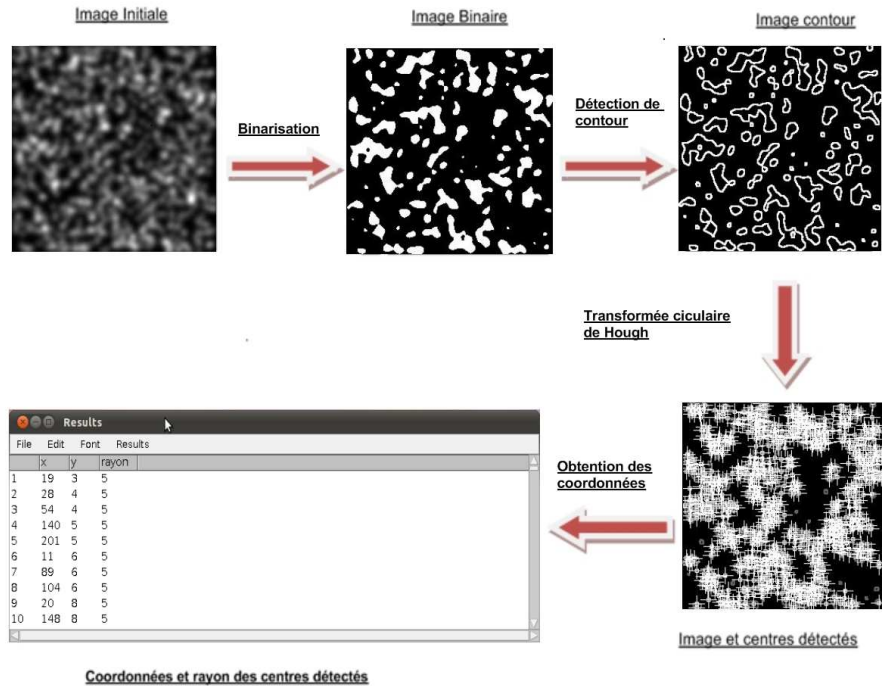 Image Initiale
Image Binaire
Image contour
Binarisation
Détection de
contour
Transformée ciculaire
de Hough
Results
File Edit Font Results
x y rayon
1 19 3 5
2 28 4 5
3 54 4 5
4 140 5 5
5 201 5 5
6 11 6 5
7 89 6 5
8 104 6 5
9 20 8 5
10 148 8 5
Obtention des
coordonnées
Image et centres détectés
Coordonnées et rayon des centres détectés